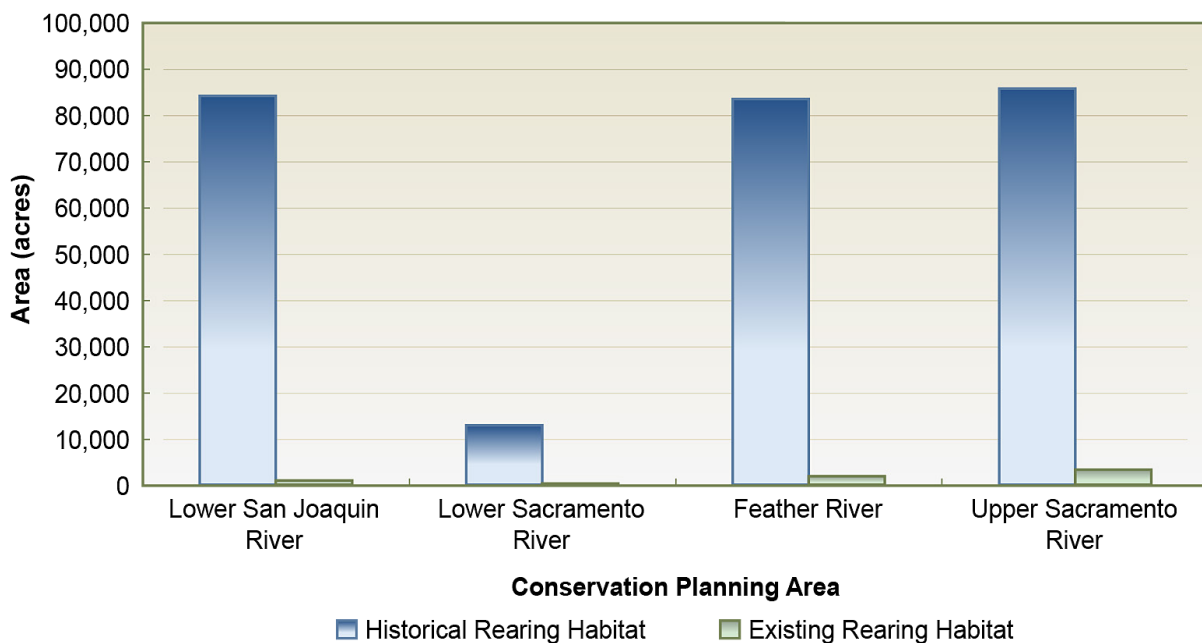 100,000
90,000
80,000
70,000
60,000
50,000
40,000
30,000
20,000
10,000
0
Area (acres)
Lower San Joaquin
River
Lower Sacramento
River
Feather River
Upper Sacramento
River
Conservation Planning Area
Historical Rearing Habitat
Existing Rearing Habitat